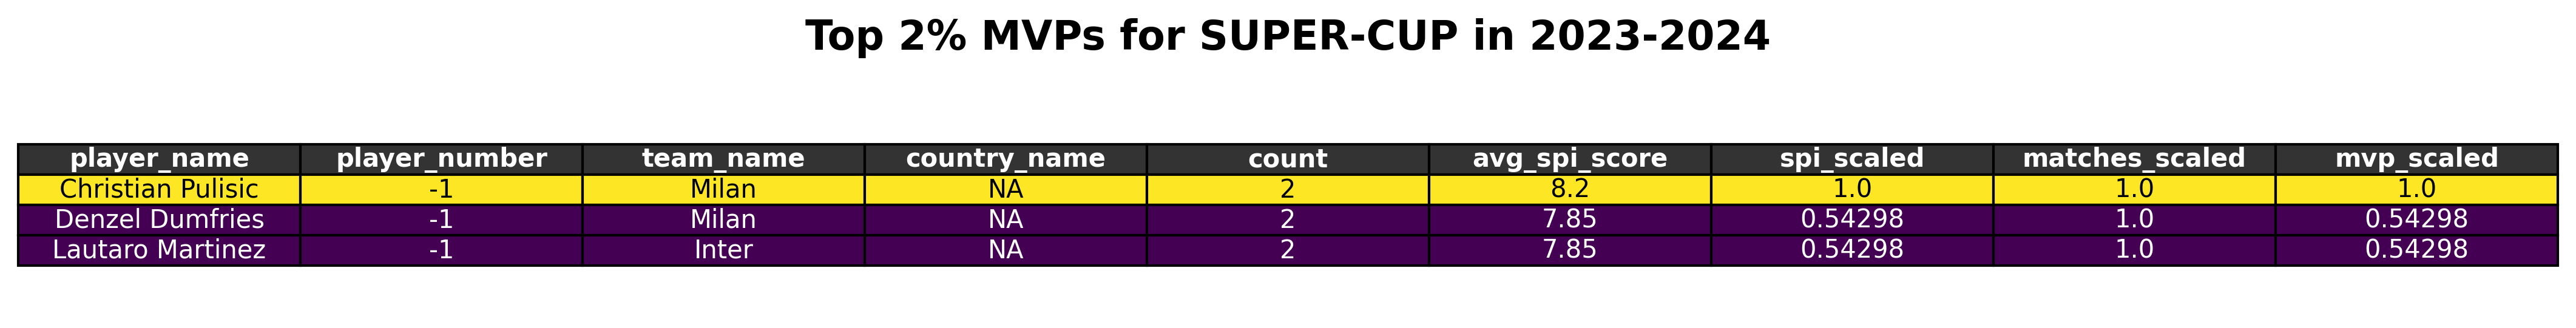 Top 2% MVPs for SUPER-CUP in 2023-2024
player_name player_number team_name country_name count avg_spi_score spi_scaled matches_scaled mvp_scaled
Christian Pulisic -1 Milan NA 2 8.2 1.0 1.0 1.0
Denzel Dumfries -1 Milan NA 2 7.85 0.54298 1.0 0.54298
Lautaro Martinez -1 Inter NA 2 7.85 0.54298 1.0 0.54298